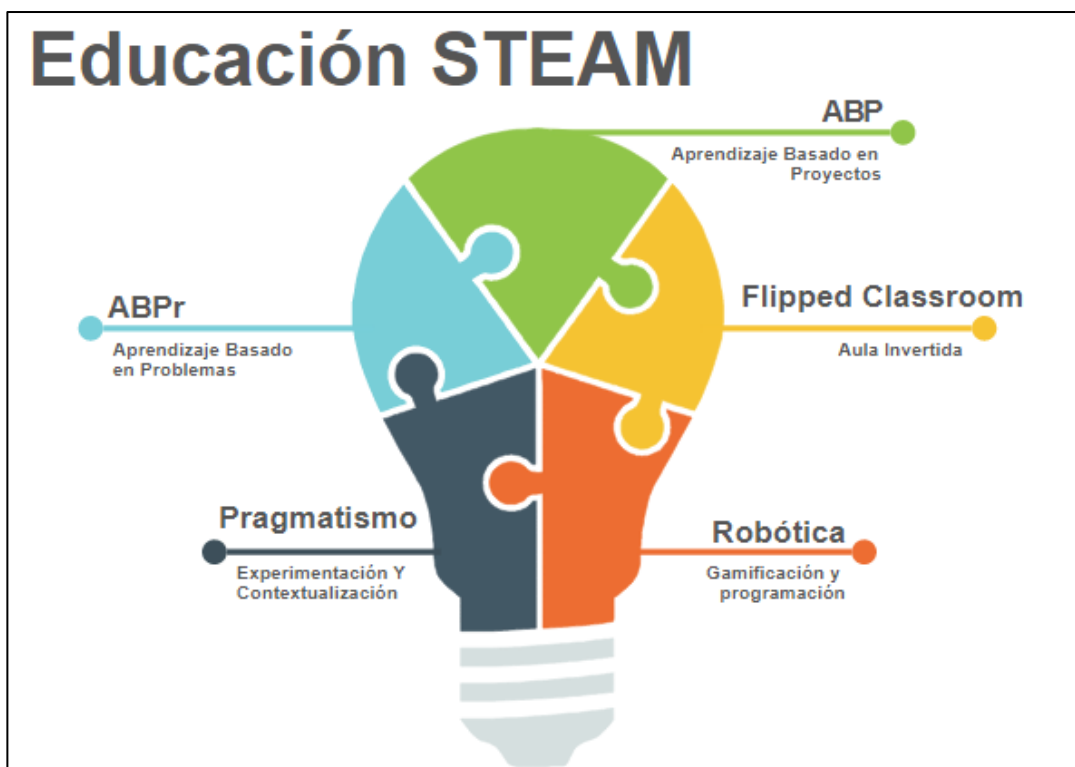 Educación STEAM
ABP
Aprendizaje Basado en
Proyectos
Flipped Classroom
Aula Invertida
ABPr
Aprendizaje Basado
en Problemas
Pragmatismo
Experimentación Y
Contextualización
Robótica
Gamificación y
programación